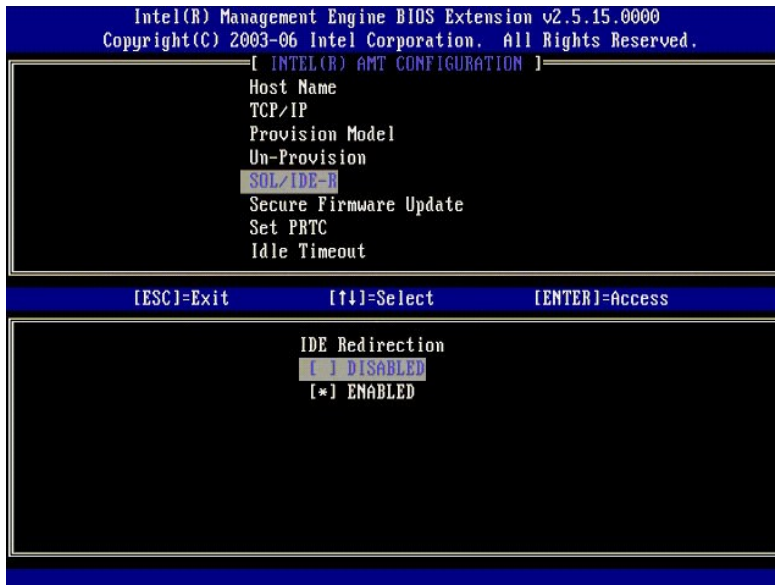 Intel(R) Management Engine BIOS Extension v2.5.15.0000
Copyright(C) 2003-06 Intel Corporation. All Rights Reserved.
[ INTEL(R) AMT CONFIGURATION ]
Host Name
TCP/IP
Provision Model
Un-Provision
SOL/IDE-R
Secure Firmware Update
Set PRTC
Idle Timeout
[ESC]=Exit [↑↓]=Select [ENTER]=Access
IDE Redirection
[ ] DISABLED
[*] ENABLED